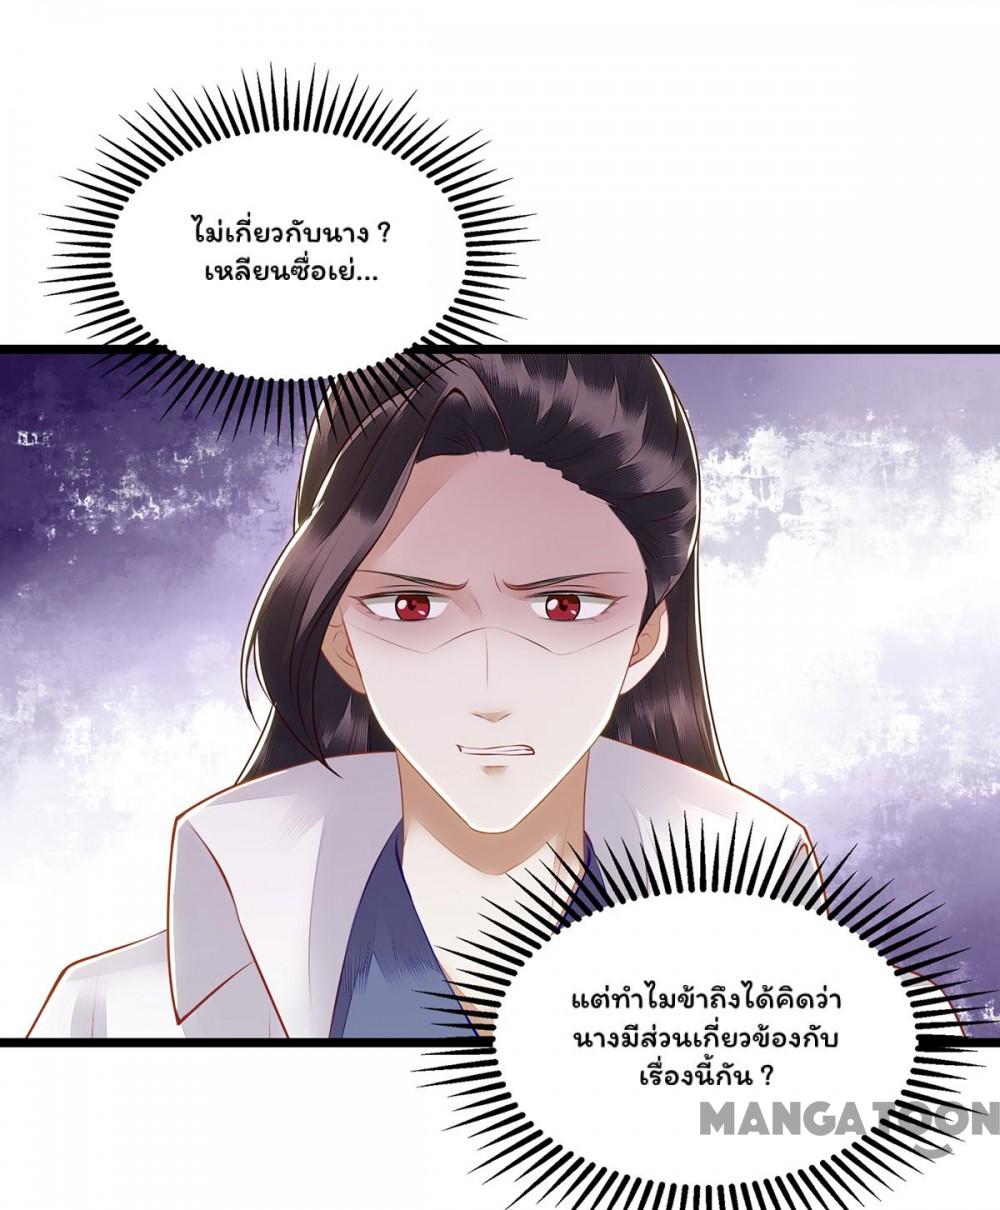 ไม่เกี่ยวกับนาง ?
เหลียนซื่อเย่...
แต่ทำไมข้าถึงได้คิดว่า
นางมีส่วนเกี่ยวข้องกับ
เรื่องนี้กัน ?
MANGATOON